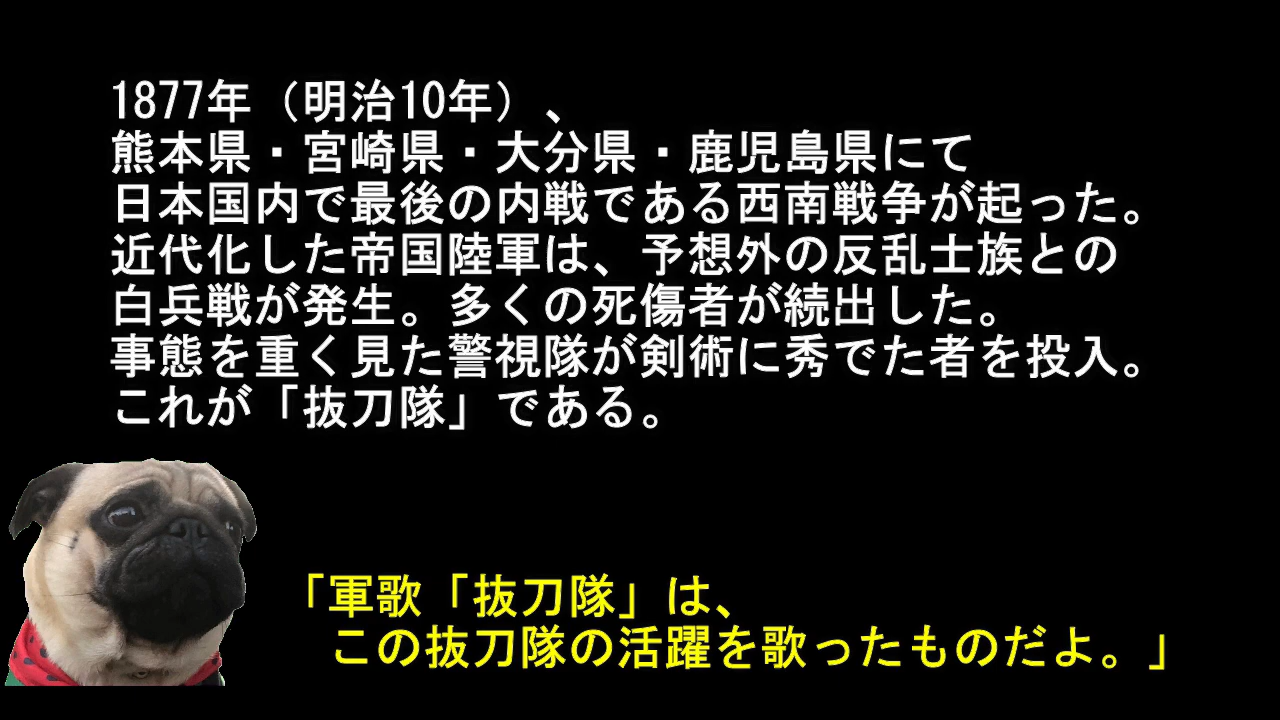 1877年（明治10年）、
熊本県・宮崎県・大分県・鹿児島県にて
日本国内で最後の内戦である西南戦争が起った。
近代化した帝国陸軍は、予想外の反乱士族との
白兵戦が発生。多くの死傷者が続出した。
事態を重く見た警視隊が剣術に秀でた者を投入。
これが「抜刀隊」である。
「軍歌「抜刀隊」は、
この抜刀隊の活躍を歌ったものだよ。」